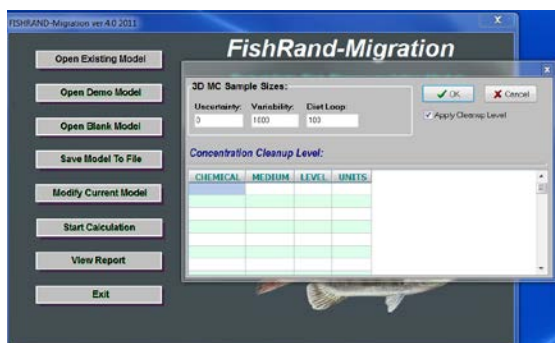 FISHRAND-Migration ver 4.0 2011
X
FishRand-Migration
Open Existing Model
Open Demo Model
Open Blank Model
Save Model To File
Modify Current Model
Start Calculation
View Report
Exit
3D MC Sample Sizes:
Uncertainty: Variability: Diet Loop:
1000
OK Cancel
Apply Cleanup Level
Concentration Cleanup Level:
CHEMICAL MEDIUM LEVEL UNITS